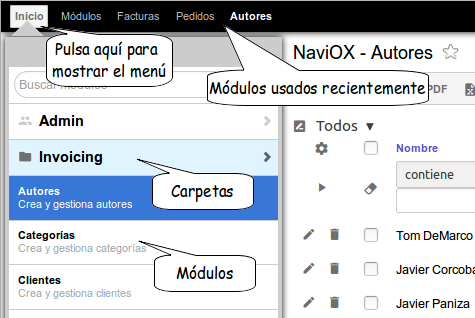 Inicio Módulos Facturas Pedidos Autores
Pulsa aquí para
mostrar el menú
Módulos usados recientemente
NaviOX - Autores
PDF
Buscar módulos
Admin
Invoicing
Carpetas
Autores
Crea y gestiona autores
Categorías
Crea y gestiona categorías
Módulos
Clientes
Crea y gestiona clientes
Todos
Nombre
contiene
Tom DeMarco
Javier Corcoba
Javier Paniza